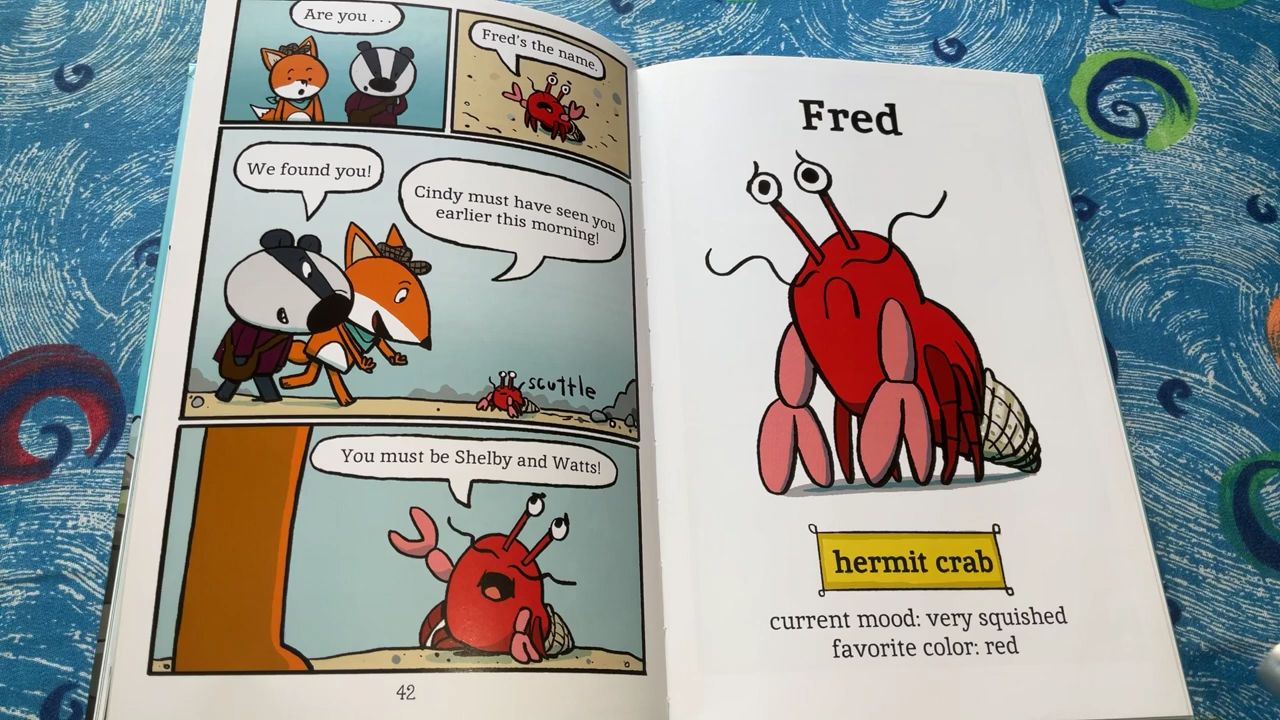 Are you . . .
Fred's the name.
We found you!
Cindy must have seen you
earlier this morning!
scuttle
You must be Shelby and Watts!
42
Fred
hermit crab
current mood: very squished
favorite color: red